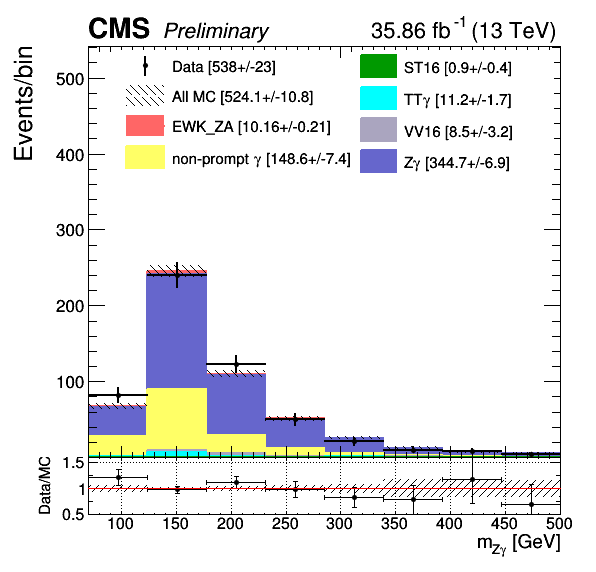 CMS Preliminary 35.86 fb⁻¹ (13 TeV)
Events/bin
500
400
300
200
100
Data [538+/-23]
All MC [524.1+/-10.8]
EWK_ZA [10.16+/-0.21]
non-prompt γ [148.6+/-7.4]
ST16 [0.9+/-0.4]
TTγ [11.2+/-1.7]
VV16 [8.5+/-3.2]
Zγ [344.7+/-6.9]
Data/MC
1.5
1
0.5
100 150 200 250 300 350 400 450 500
m_Zγ [GeV]